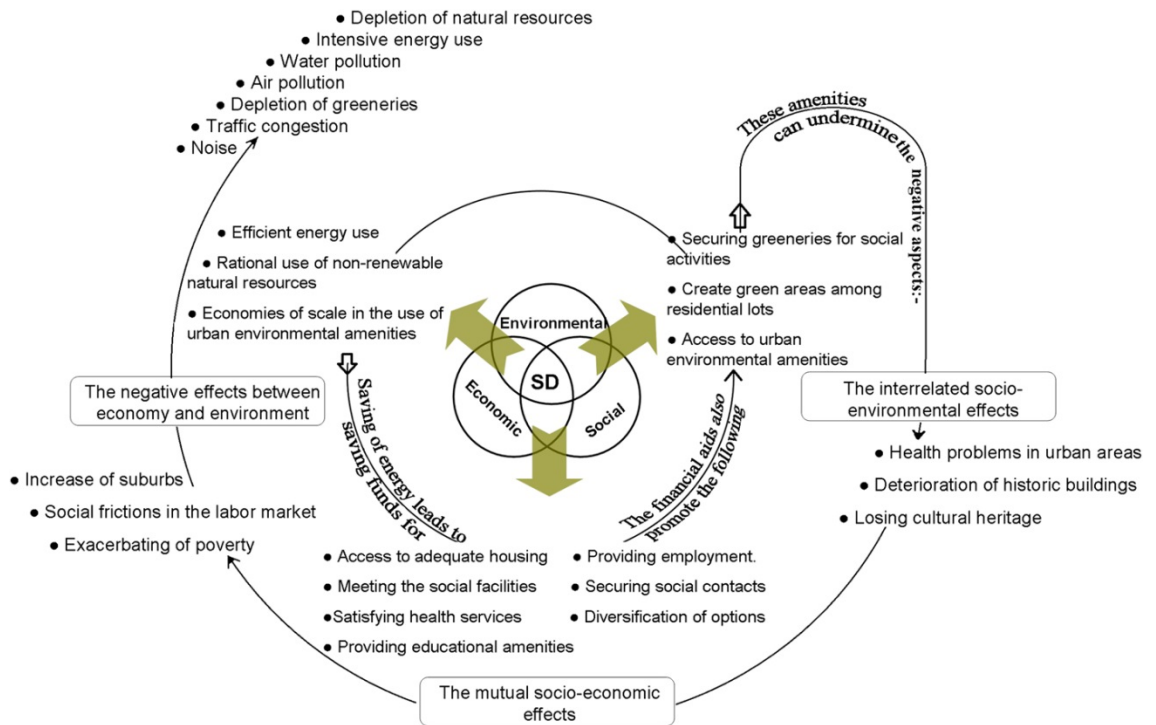 ● Depletion of natural resources
● Intensive energy use
● Water pollution
● Air pollution
● Depletion of greeneries
● Traffic congestion
● Noise
These amenities
can undermine the negative aspects:-
● Efficient energy use
● Rational use of non-renewable
natural resources
● Economies of scale in the use of
urban environmental amenities
● Securing greeneries for social
activities
● Create green areas among
residential lots
● Access to urban
environmental amenities
Environmental
SD
Economic
Social
The negative effects between
economy and environment
The interrelated socio-
environmental effects
Saving of energy leads to
saving funds for
The financial aids also
promote the following
● Increase of suburbs
● Social frictions in the labor market
● Exacerbating of poverty
● Health problems in urban areas
● Deterioration of historic buildings
● Losing cultural heritage
● Access to adequate housing
● Meeting the social facilities
●Satisfying health services
● Providing educational amenities
● Providing employment.
● Securing social contacts
● Diversification of options
The mutual socio-economic
effects